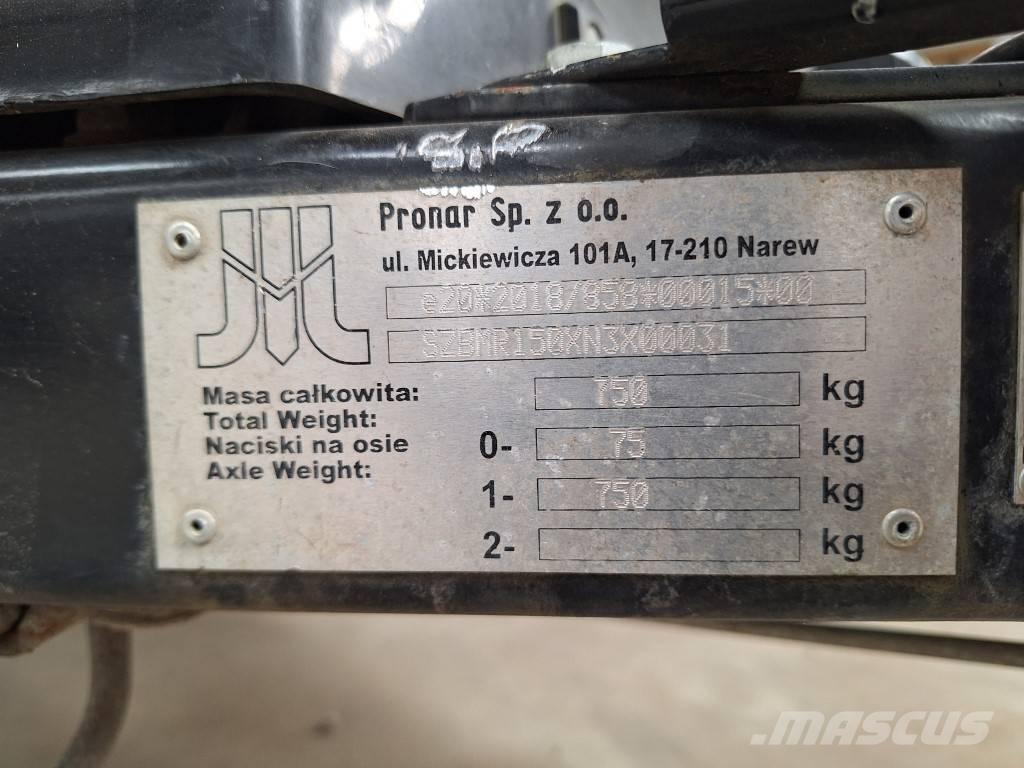 Pronar Sp. z o.o.
ul. Mickiewicza 101A, 17-210 Narew
e20*2018/858*00015*00
SZBMR150XN3X00031
Masa całkowita: 750 kg
Total Weight:
Naciski na osie 0- 75 kg
Axle Weight:
1- 750 kg
2- kg
MASCUS